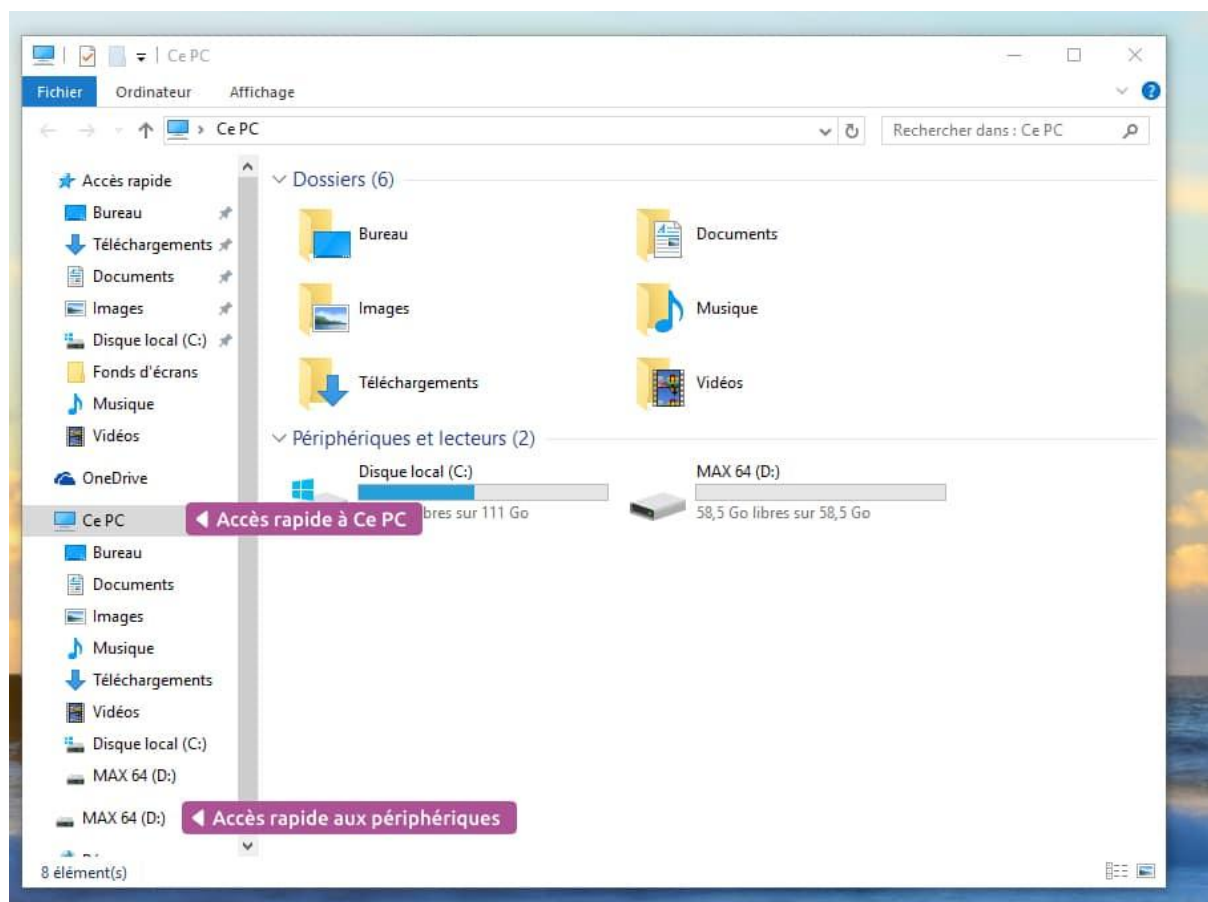 Ce PC
Fichier Ordinateur Affichage
Ce PC
Rechercher dans : Ce PC
Accès rapide
Bureau
Téléchargements
Documents
Images
Disque local (C:)
Fonds d'écrans
Musique
Vidéos
OneDrive
Ce PC
Accès rapide à Ce PC
Bureau
Documents
Images
Musique
Téléchargements
Vidéos
Disque local (C:)
MAX 64 (D:)
MAX 64 (D:)
Accès rapide aux périphériques
Dossiers (6)
Bureau
Documents
Images
Musique
Téléchargements
Vidéos
Périphériques et lecteurs (2)
Disque local (C:)
sur 111 Go
MAX 64 (D:)
58,5 Go libres sur 58,5 Go
8 élément(s)